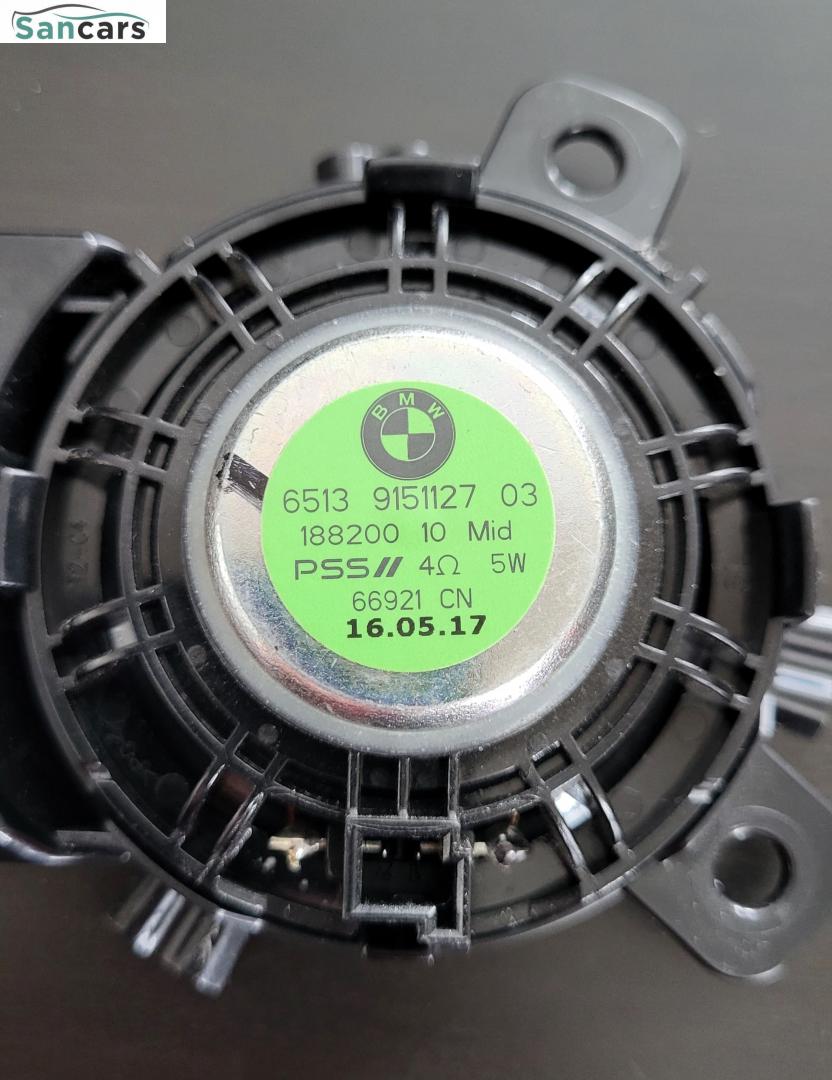 Sancars
BMW
6513 9151127 03
188200 10 Mid
PSS// 4Ω 5W
66921 CN
16.05.17